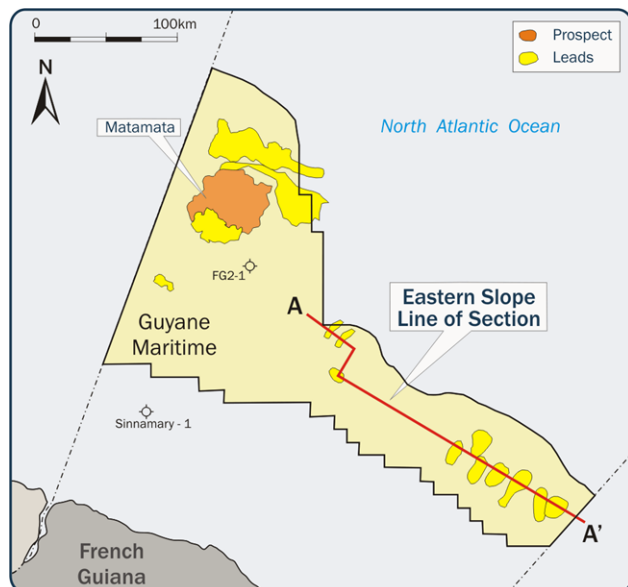 0 100km
N
Prospect
Leads
Matamata
North Atlantic Ocean
FG2-1
A
Eastern Slope
Line of Section
Guyane
Maritime
Sinnamary - 1
A'
French
Guiana